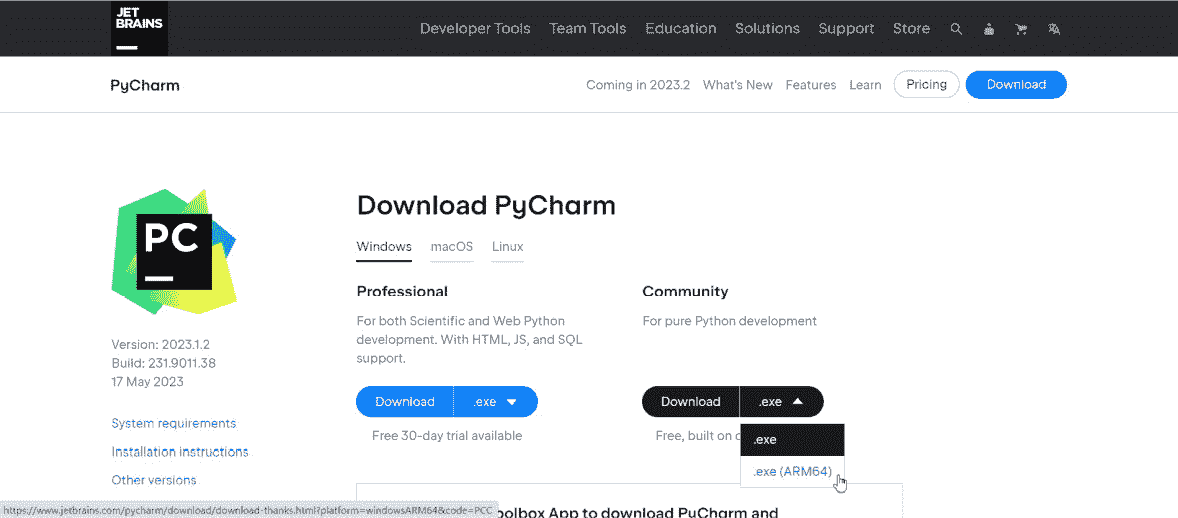 JET
BRAINS
Developer Tools Team Tools Education Solutions Support Store
PyCharm
Coming in 2023.2 What's New Features Learn Pricing Download
PC
Version: 2023.1.2
Build: 231.9011.38
17 May 2023
System requirements
Installation instructions
Other versions
Download PyCharm
Windows macOS Linux
Professional
For both Scientific and Web Python
development. With HTML, JS, and SQL
support.
Download .exe
Free 30-day trial available
Community
For pure Python development
Download .exe
Free, built on
.exe
.exe (ARM64)
App to download PyCharm and
https://www.jetbrains.com/pycharm/download/download-thanks.html?platform=windowsARM64&code=PCC